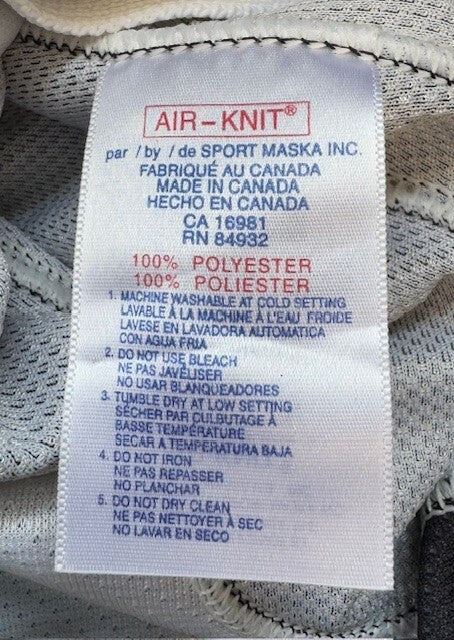 AIR-KNIT®
par / by / de SPORT MASKA INC.
FABRIQUÉ AU CANADA
MADE IN CANADA
HECHO EN CANADA
CA 16981
RN 84932
100% POLYESTER
100% POLIESTER
1. MACHINE WASHABLE AT COLD SETTING
LAVABLE À LA MACHINE À L'EAU FROIDE
LAVESE EN LAVADORA AUTOMATICA
CON AGUA FRIA
2. DO NOT USE BLEACH
NE PAS JAVÉLISER
NO USAR BLANQUEADORES
3. TUMBLE DRY AT LOW SETTING
SÉCHER PAR CULBUTAGE À
BASSE TEMPÉRATURE
SECAR A TEMPERATURA BAJA
4. DO NOT IRON
NE PAS REPASSER
NO PLANCHAR
5. DO NOT DRY CLEAN
NE PAS NETTOYER À SEC
NO LAVAR EN SECO